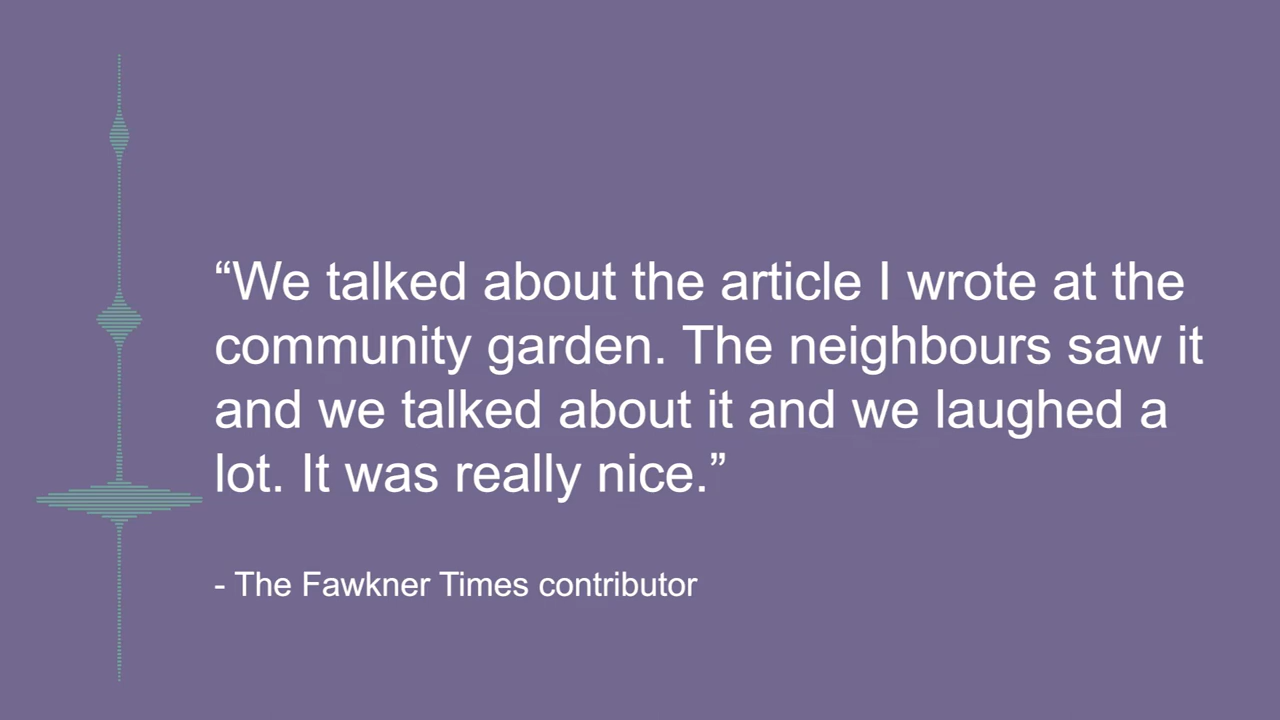 “We talked about the article I wrote at the
community garden. The neighbours saw it
and we talked about it and we laughed a
lot. It was really nice.”
- The Fawkner Times contributor